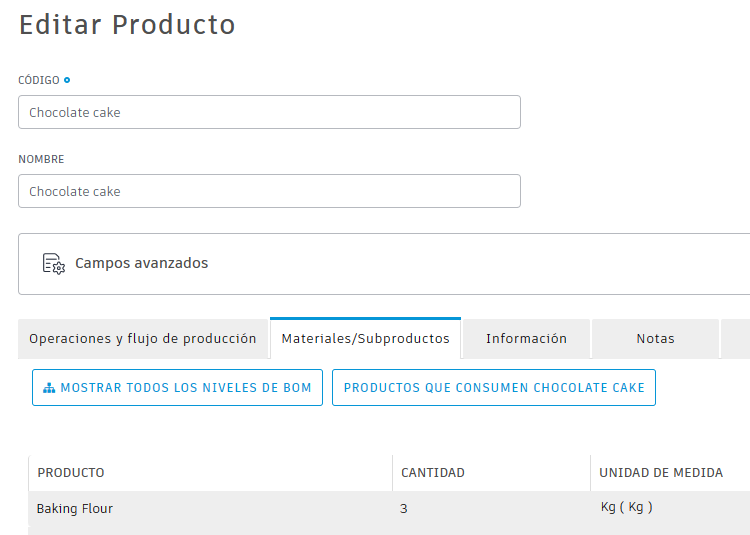 Editar Producto
CÓDIGO
Chocolate cake
NOMBRE
Chocolate cake
Campos avanzados
Operaciones y flujo de producción Materiales/Subproductos Información Notas
MOSTRAR TODOS LOS NIVELES DE BOM PRODUCTOS QUE CONSUMEN CHOCOLATE CAKE
PRODUCTO CANTIDAD UNIDAD DE MEDIDA
Baking Flour 3 Kg ( Kg )